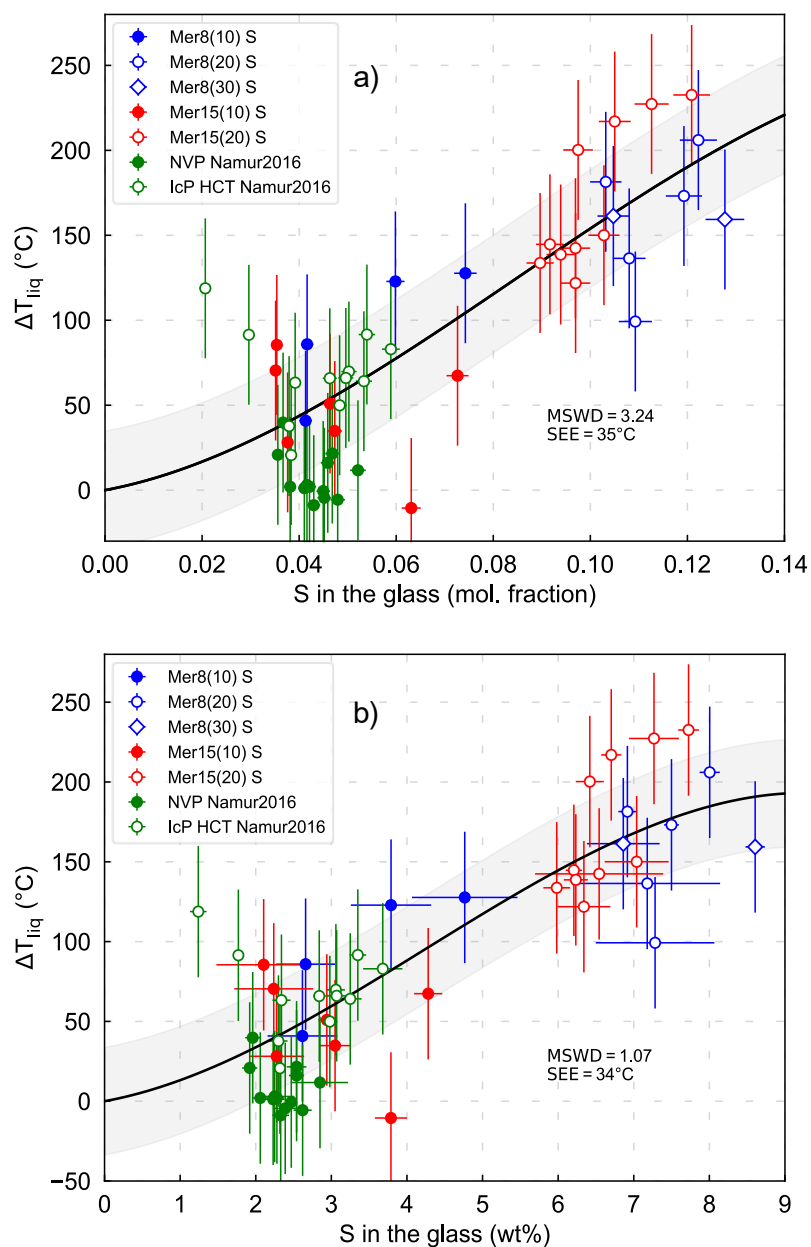 a)
Mer8(10) S
Mer8(20) S
Mer8(30) S
Mer15(10) S
Mer15(20) S
NVP Namur2016
IcP HCT Namur2016
250
200
150
100
50
0
ΔTliq (°C)
MSWD = 3.24
SEE = 35°C
0.00 0.02 0.04 0.06 0.08 0.10 0.12 0.14
S in the glass (mol. fraction)
b)
Mer8(10) S
Mer8(20) S
Mer8(30) S
Mer15(10) S
Mer15(20) S
NVP Namur2016
IcP HCT Namur2016
250
200
150
100
50
0
−50
ΔTliq (°C)
MSWD = 1.07
SEE = 34°C
0 1 2 3 4 5 6 7 8 9
S in the glass (wt%)